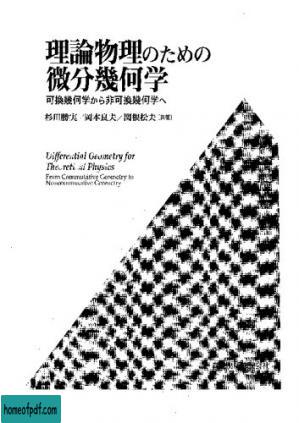 理論物理のための
微分幾何学
可換幾何学から非可換幾何学へ
杉田勝実／岡本良夫／関根松夫［共著］
Differential Geometry for
Theoretical Physics
From Commutative Geometry to
Noncommutative Geometry
homeofpdf.com